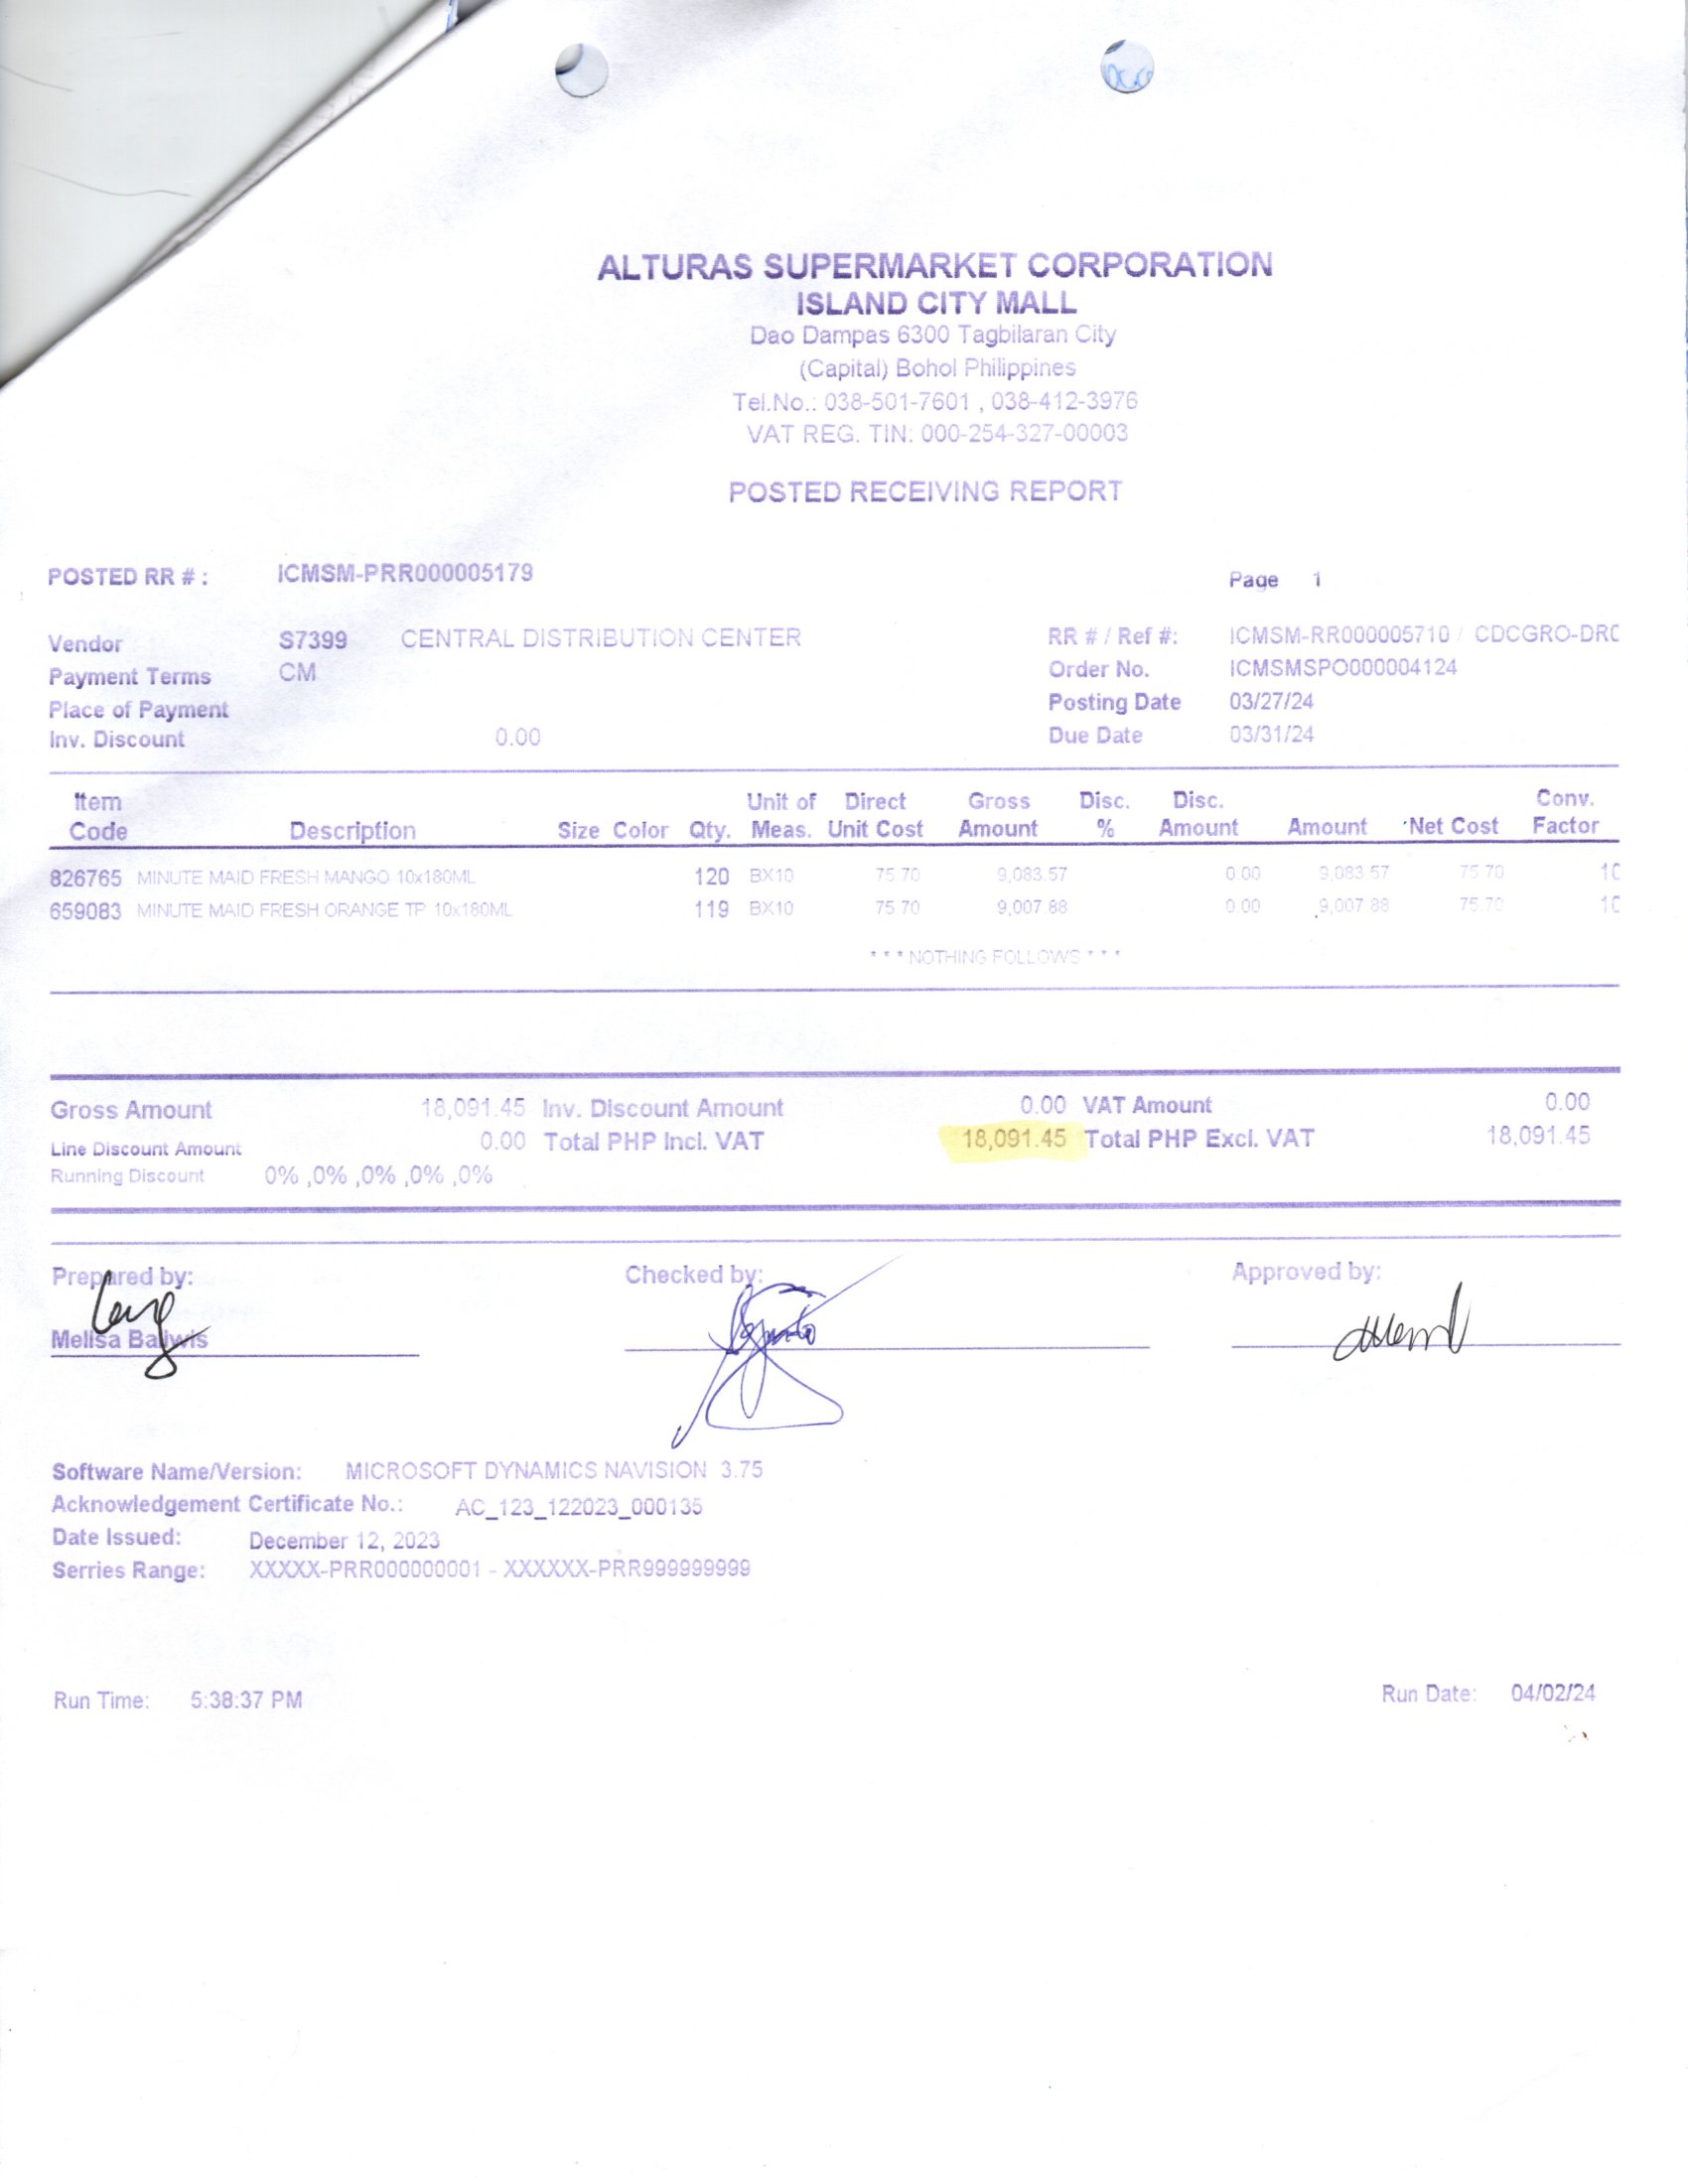 ALTURAS SUPERMARKET CORPORATION
ISLAND CITY MALL
Dao Dampas 6300 Tagbilaran City
(Capital) Bohol Philippines
Tel.No.: 038-501-7601 , 038-412-3976
VAT REG. TIN: 000-254-327-00003
POSTED RECEIVING REPORT
POSTED RR # : ICMSM-PRR000005179 Page 1
Vendor S7399 CENTRAL DISTRIBUTION CENTER RR # / Ref #: ICMSM-RR000005710 / CDCGRO-DR
Payment Terms CM Order No. ICMSMSPO000004124
Place of Payment Posting Date 03/27/24
Inv. Discount 0.00 Due Date 03/31/24
Item Unit of Direct Gross Disc. Disc. Conv.
Code Description Size Color Qty. Meas. Unit Cost Amount % Amount Amount Net Cost Factor
826765 MINUTE MAID FRESH MANGO 10x180ML 120 BX10 75.70 9,083.57 0.00 9,083.57 75.70 10
659083 MINUTE MAID FRESH ORANGE TP 10x180ML 119 BX10 75.70 9,007.88 0.00 9,007.88 75.70 10
* * * NOTHING FOLLOWS * * *
Gross Amount 18,091.45 Inv. Discount Amount 0.00 VAT Amount 0.00
Line Discount Amount 0.00 Total PHP Incl. VAT 18,091.45 Total PHP Excl. VAT 18,091.45
Running Discount 0% ,0% ,0% ,0% ,0%
Prepared by: Checked by: Approved by:
Melisa Balwis
Software Name/Version: MICROSOFT DYNAMICS NAVISION 3.75
Acknowledgement Certificate No.: AC_123_122023_000135
Date Issued: December 12, 2023
Serries Range: XXXXX-PRR000000001 - XXXXXX-PRR999999999
Run Time: 5:38:37 PM Run Date: 04/02/24